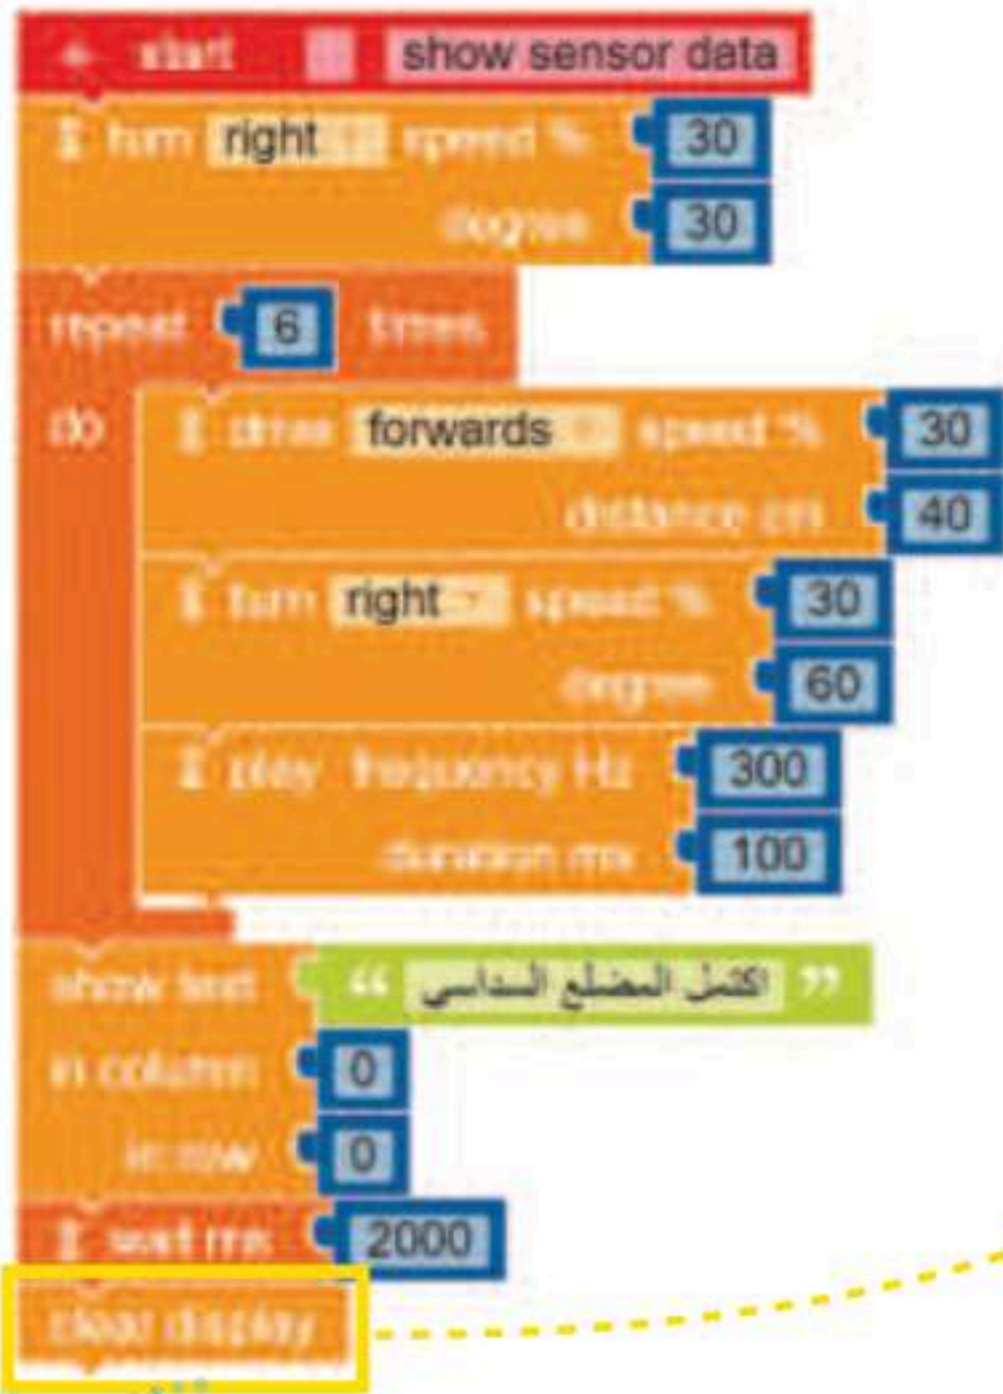 + start show sensor data
turn right speed % 30
degree 30
repeat 6 times
do drive forwards speed % 30
distance cm 40
turn right speed % 30
degree 60
play frequency Hz 300
duration ms 100
show text “ اكتمل المضلع السداسي ”
in column 0
in row 0
wait ms 2000
clear display